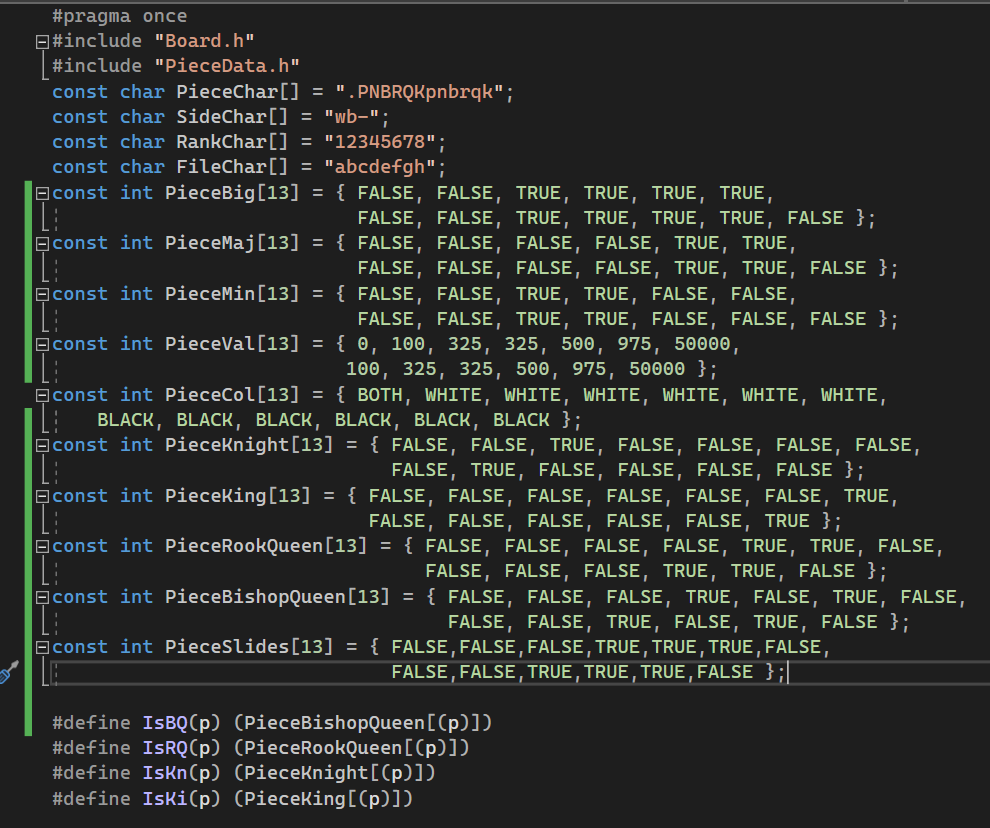 #pragma once
#include "Board.h"
#include "PieceData.h"
const char PieceChar[] = ".PNBRQKpnbrqk";
const char SideChar[] = "wb-";
const char RankChar[] = "12345678";
const char FileChar[] = "abcdefgh";
const int PieceBig[13] = { FALSE, FALSE, TRUE, TRUE, TRUE, TRUE,
FALSE, FALSE, TRUE, TRUE, TRUE, TRUE, FALSE };
const int PieceMaj[13] = { FALSE, FALSE, FALSE, FALSE, TRUE, TRUE,
FALSE, FALSE, FALSE, FALSE, TRUE, TRUE, FALSE };
const int PieceMin[13] = { FALSE, FALSE, TRUE, TRUE, FALSE, FALSE,
FALSE, FALSE, TRUE, TRUE, FALSE, FALSE, FALSE };
const int PieceVal[13] = { 0, 100, 325, 325, 500, 975, 50000,
100, 325, 325, 500, 975, 50000 };
const int PieceCol[13] = { BOTH, WHITE, WHITE, WHITE, WHITE, WHITE, WHITE,
BLACK, BLACK, BLACK, BLACK, BLACK, BLACK };
const int PieceKnight[13] = { FALSE, FALSE, TRUE, FALSE, FALSE, FALSE, FALSE,
FALSE, TRUE, FALSE, FALSE, FALSE, FALSE };
const int PieceKing[13] = { FALSE, FALSE, FALSE, FALSE, FALSE, FALSE, TRUE,
FALSE, FALSE, FALSE, FALSE, FALSE, TRUE };
const int PieceRookQueen[13] = { FALSE, FALSE, FALSE, FALSE, TRUE, TRUE, FALSE,
FALSE, FALSE, FALSE, TRUE, TRUE, FALSE };
const int PieceBishopQueen[13] = { FALSE, FALSE, FALSE, TRUE, FALSE, TRUE, FALSE,
FALSE, FALSE, TRUE, FALSE, TRUE, FALSE };
const int PieceSlides[13] = { FALSE,FALSE,FALSE,TRUE,TRUE,TRUE,FALSE,
FALSE,FALSE,TRUE,TRUE,TRUE,FALSE };
#define IsBQ(p) (PieceBishopQueen[(p)])
#define IsRQ(p) (PieceRookQueen[(p)])
#define IsKn(p) (PieceKnight[(p)])
#define IsKi(p) (PieceKing[(p)])